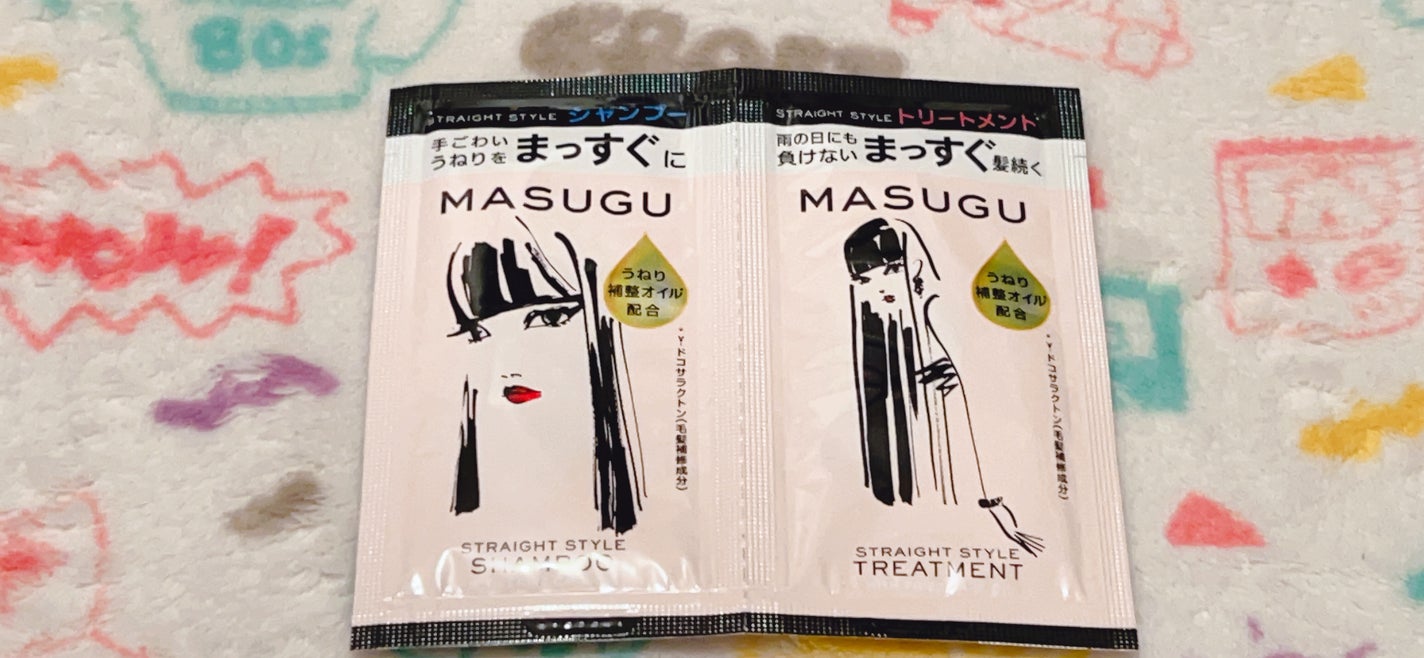 80s
STRAIGHT STYLE シャンプー
手ごわい
うねりを まっすぐに
MASUGU
うねり
補整オイル*
配合
*γ-ドコサラクトン(毛髪補修成分)
STRAIGHT STYLE
SHAMPOO
STRAIGHT STYLE トリートメント
雨の日にも
負けない まっすぐ髪続く
MASUGU
うねり
補整オイル*
配合
*γ-ドコサラクトン(毛髪補修成分)
STRAIGHT STYLE
TREATMENT